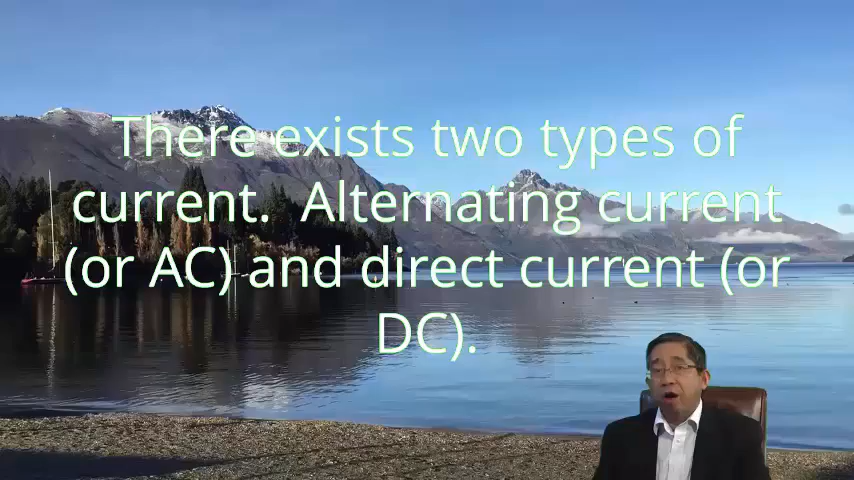 There exists two types of
current.  Alternating current
(or AC) and direct current (or
DC).